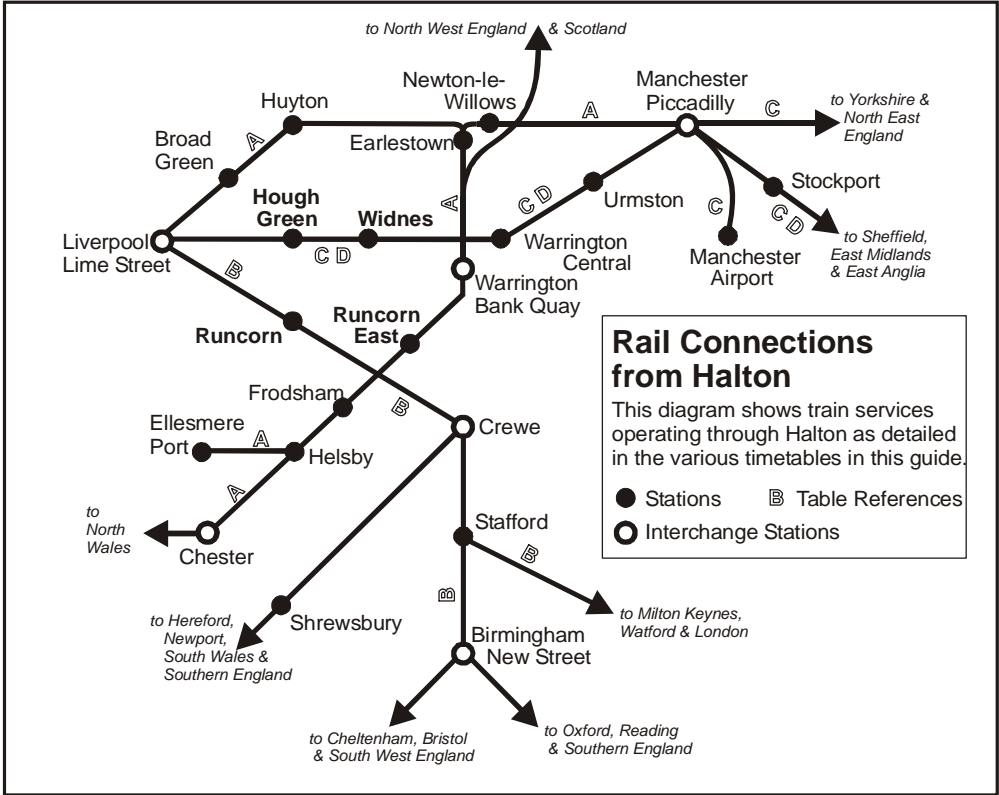 to North West England & Scotland
Newton-le-
Willows
Manchester
Piccadilly
Huyton
A
C
to Yorkshire &
North East
England
Broad
Green
A
Earlestown
Hough
Green
Widnes
A
C D
Urmston
Stockport
C
C D
Liverpool
Lime Street
C D
Warrington
Central
Manchester
Airport
to Sheffield,
East Midlands
& East Anglia
B
Warrington
Bank Quay
Runcorn
Runcorn
East
Rail Connections
from Halton
This diagram shows train services
operating through Halton as detailed
in the various timetables in this guide.
Stations
B Table References
Interchange Stations
Frodsham
B
Ellesmere
Port
A
Helsby
Crewe
A
to
North
Wales
Chester
Stafford
B
B
to Hereford,
Newport,
South Wales &
Southern England
Shrewsbury
to Milton Keynes,
Watford & London
Birmingham
New Street
to Cheltenham, Bristol
& South West England
to Oxford, Reading
& Southern England